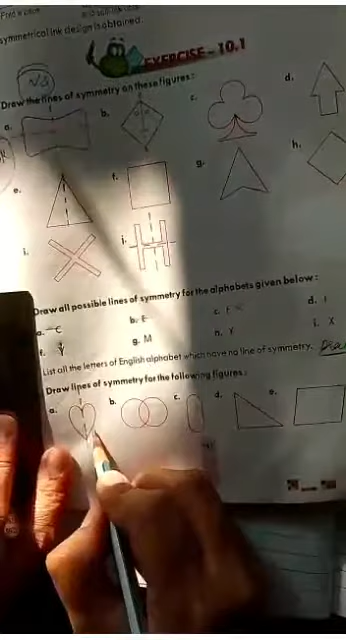 symmetrical ink design is obtained.
EXERCISE - 10.1
NB
Draw the lines of symmetry on these figures :
a. b. c. d.
e. f. g. h.
i. j.
Draw all possible lines of symmetry for the alphabets given below :
a. C b. E c. d. I
f. Y g. M h. Y i. X
List all the letters of English alphabet which have no line of symmetry.
Draw lines of symmetry for the following figures :
a. b. c. d. e.